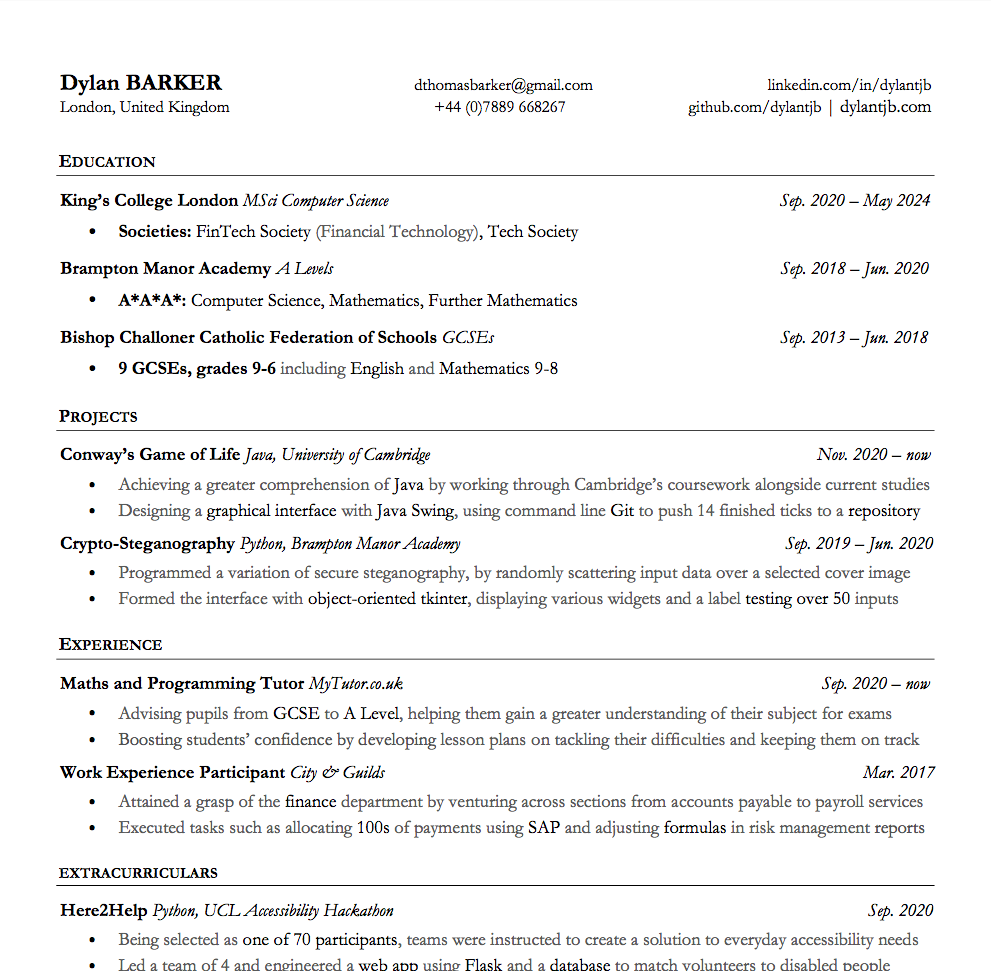 Dylan BARKER dthomasbarker@gmail.com linkedin.com/in/dylantjb
London, United Kingdom +44 (0)7889 668267 github.com/dylantjb | dylantjb.com
EDUCATION
King's College London MSci Computer Science Sep. 2020 – May 2024
• Societies: FinTech Society (Financial Technology), Tech Society
Brampton Manor Academy A Levels Sep. 2018 – Jun. 2020
• A*A*A*: Computer Science, Mathematics, Further Mathematics
Bishop Challoner Catholic Federation of Schools GCSEs Sep. 2013 – Jun. 2018
• 9 GCSEs, grades 9-6 including English and Mathematics 9-8
PROJECTS
Conway's Game of Life Java, University of Cambridge Nov. 2020 – now
• Achieving a greater comprehension of Java by working through Cambridge's coursework alongside current studies
• Designing a graphical interface with Java Swing, using command line Git to push 14 finished ticks to a repository
Crypto-Steganography Python, Brampton Manor Academy Sep. 2019 – Jun. 2020
• Programmed a variation of secure steganography, by randomly scattering input data over a selected cover image
• Formed the interface with object-oriented tkinter, displaying various widgets and a label testing over 50 inputs
EXPERIENCE
Maths and Programming Tutor MyTutor.co.uk Sep. 2020 – now
• Advising pupils from GCSE to A Level, helping them gain a greater understanding of their subject for exams
• Boosting students' confidence by developing lesson plans on tackling their difficulties and keeping them on track
Work Experience Participant City & Guilds Mar. 2017
• Attained a grasp of the finance department by venturing across sections from accounts payable to payroll services
• Executed tasks such as allocating 100s of payments using SAP and adjusting formulas in risk management reports
EXTRACURRICULARS
Here2Help Python, UCL Accessibility Hackathon Sep. 2020
• Being selected as one of 70 participants, teams were instructed to create a solution to everyday accessibility needs
• Led a team of 4 and engineered a web app using Flask and a database to match volunteers to disabled people